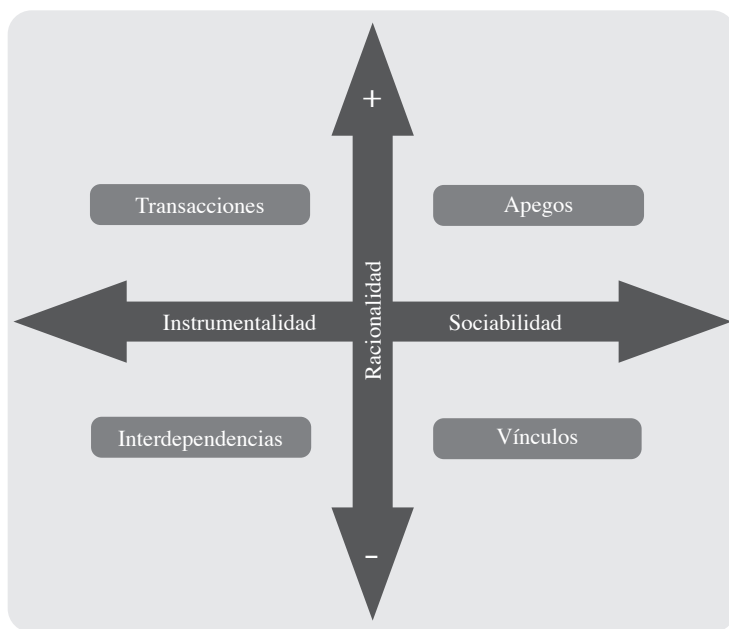 +
Transacciones
Apegos
Racionalidad
Instrumentalidad
Sociabilidad
Interdependencias
Vínculos
-